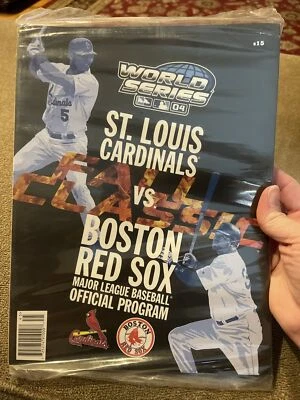 $15
WORLD
SERIES
04
Cardinals
5
ST. LOUIS
CARDINALS
FALL
CLASSIC
VS
BOSTON
RED SOX
MAJOR LEAGUE BASEBALL
OFFICIAL PROGRAM
Cardinals
BOSTON
RED SOX